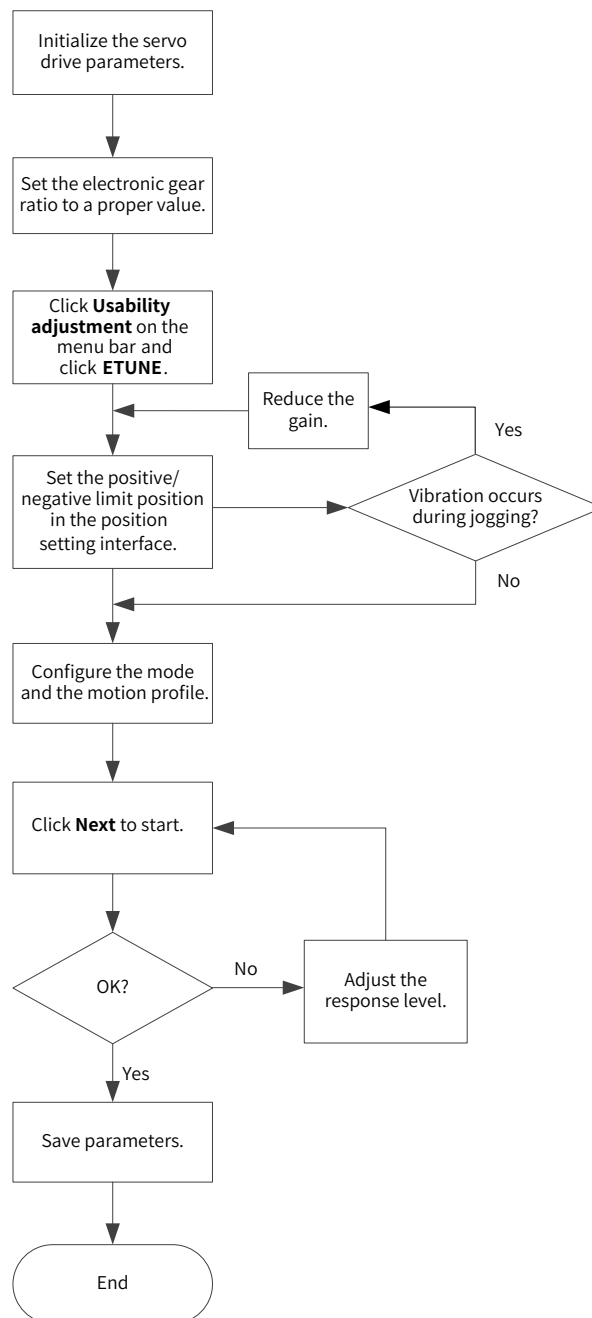 Initialize the servo
drive parameters.
Set the electronic gear
ratio to a proper value.
Click Usability
adjustment on the
menu bar and
click ETUNE.
Reduce the
gain.
Yes
Set the positive/
negative limit position
in the position
setting interface.
Vibration occurs
during jogging?
No
Configure the mode
and the motion profile.
Click Next to start.
OK?
No
Adjust the
response level.
Yes
Save parameters.
End